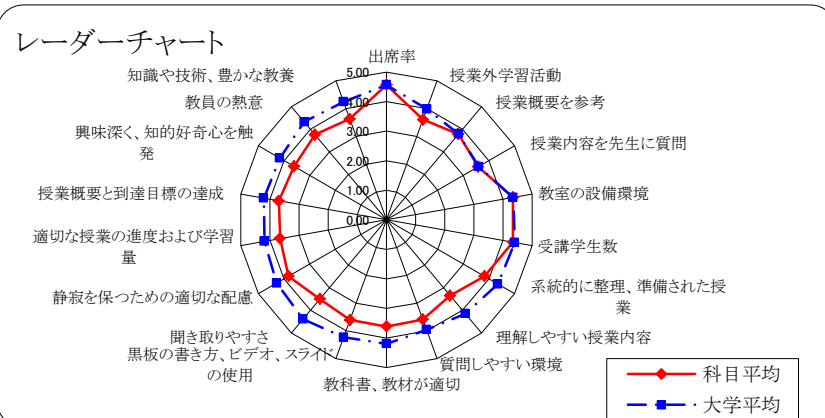 レーダーチャート
出席率
授業外学習活動
授業概要を参考
授業内容を先生に質問
教室の設備環境
受講学生数
系統的に整理、準備された授
業
理解しやすい授業内容
質問しやすい環境
教科書、教材が適切
黒板の書き方、ビデオ、スライド
の使用
聞き取りやすさ
静寂を保つための適切な配慮
適切な授業の進度および学習
量
授業概要と到達目標の達成
興味深く、知的好奇心を触
発
教員の熱意
知識や技術、豊かな教養
5.00
4.00
3.00
2.00
1.00
0.00
科目平均
大学平均